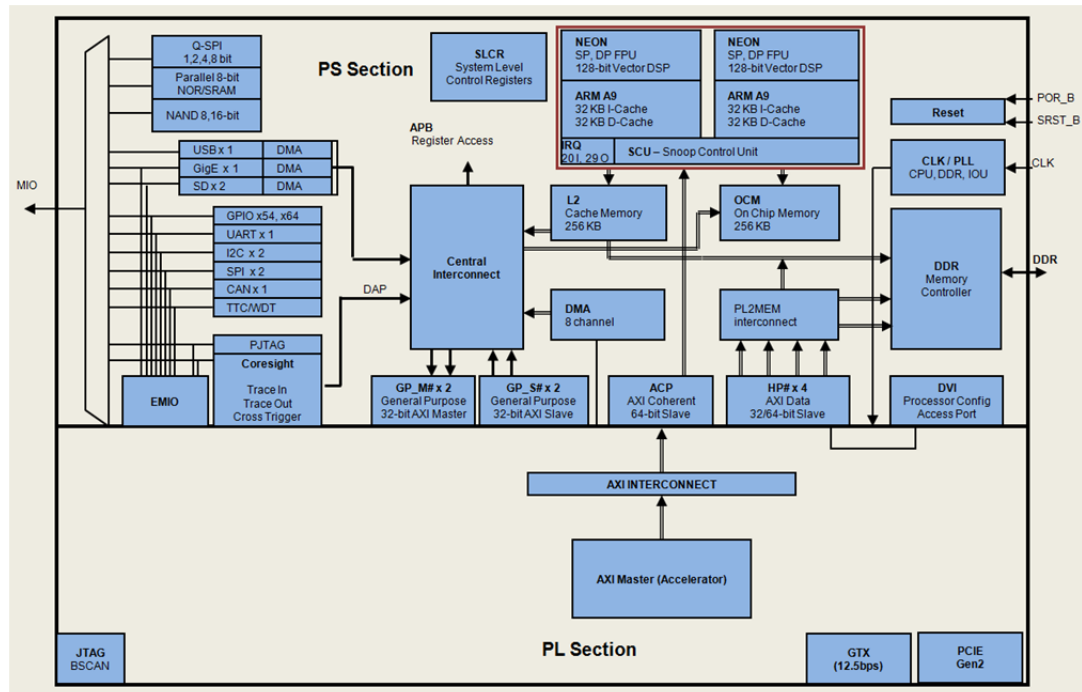 Q-SPI
1,2,4,8 bit
Parallel 8-bit
NOR/SRAM
NAND 8,16-bit
PS Section
SLCR
System Level
Control Registers
NEON
SP, DP FPU
128-bit Vector DSP
NEON
SP, DP FPU
128-bit Vector DSP
ARM A9
32 KB I-Cache
32 KB D-Cache
ARM A9
32 KB I-Cache
32 KB D-Cache
IRQ
20 I, 29 O
SCU – Snoop Control Unit
POR_B
Reset
SRST_B
CLK / PLL
CPU, DDR, IOU
CLK
APB
Register Access
USB x 1
DMA
GigE x 1
DMA
SD x 2
DMA
MIO
L2
Cache Memory
256 KB
OCM
On Chip Memory
256 KB
GPIO x54, x64
UART x 1
I2C x 2
SPI x 2
CAN x 1
TTC/WDT
Central
Interconnect
DAP
DDR
Memory
Controller
DDR
DMA
8 channel
PL2MEM
interconnect
PJTAG
Coresight
Trace In
Trace Out
Cross Trigger
EMIO
GP_M# x 2
General Purpose
32-bit AXI Master
GP_S# x 2
General Purpose
32-bit AXI Slave
ACP
AXI Coherent
64-bit Slave
HP# x 4
AXI Data
32/64-bit Slave
DVI
Processor Config
Access Port
AXI INTERCONNECT
AXI Master (Accelerator)
JTAG
BSCAN
PL Section
GTX
(12.5bps)
PCIE
Gen2